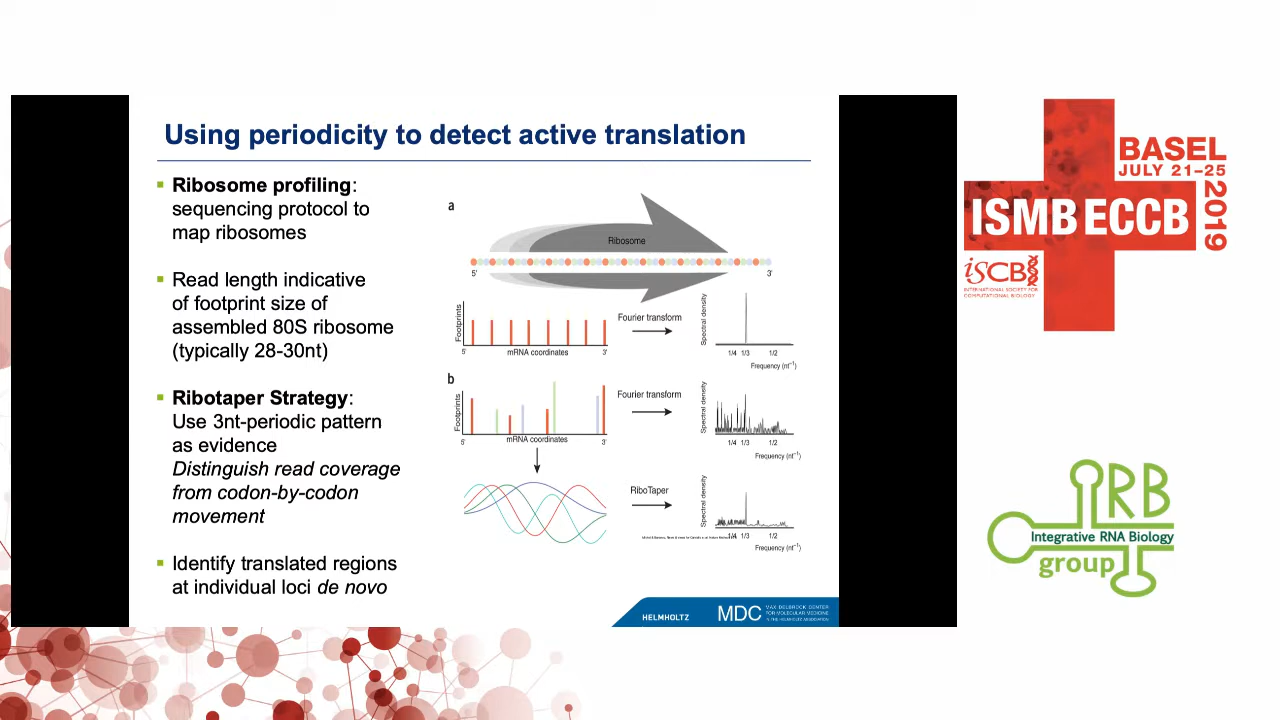 Using periodicity to detect active translation
Ribosome profiling:
sequencing protocol to
map ribosomes
Read length indicative
of footprint size of
assembled 80S ribosome
(typically 28-30nt)
Ribotaper Strategy:
Use 3nt-periodic pattern
as evidence
Distinguish read coverage
from codon-by-codon
movement
Identify translated regions
at individual loci de novo
a
Ribosome
5' 3'
Footprints
5' 3'
mRNA coordinates
Fourier transform
Spectral density
1/4 1/3 1/2
Frequency (nt⁻¹)
b
Footprints
5' 3'
mRNA coordinates
Fourier transform
Spectral density
1/4 1/3 1/2
Frequency (nt⁻¹)
RiboTaper
Spectral density
1/4 1/3 1/2
Frequency (nt⁻¹)
HELMHOLTZ
MDC
MAX DELBRÜCK CENTER
FOR MOLECULAR MEDICINE
IN THE HELMHOLTZ ASSOCIATION
BASEL
JULY 21–25
2019
ISMB ECCB
iSCB
INTERNATIONAL SOCIETY FOR
COMPUTATIONAL BIOLOGY
IRB
Integrative RNA Biology
group